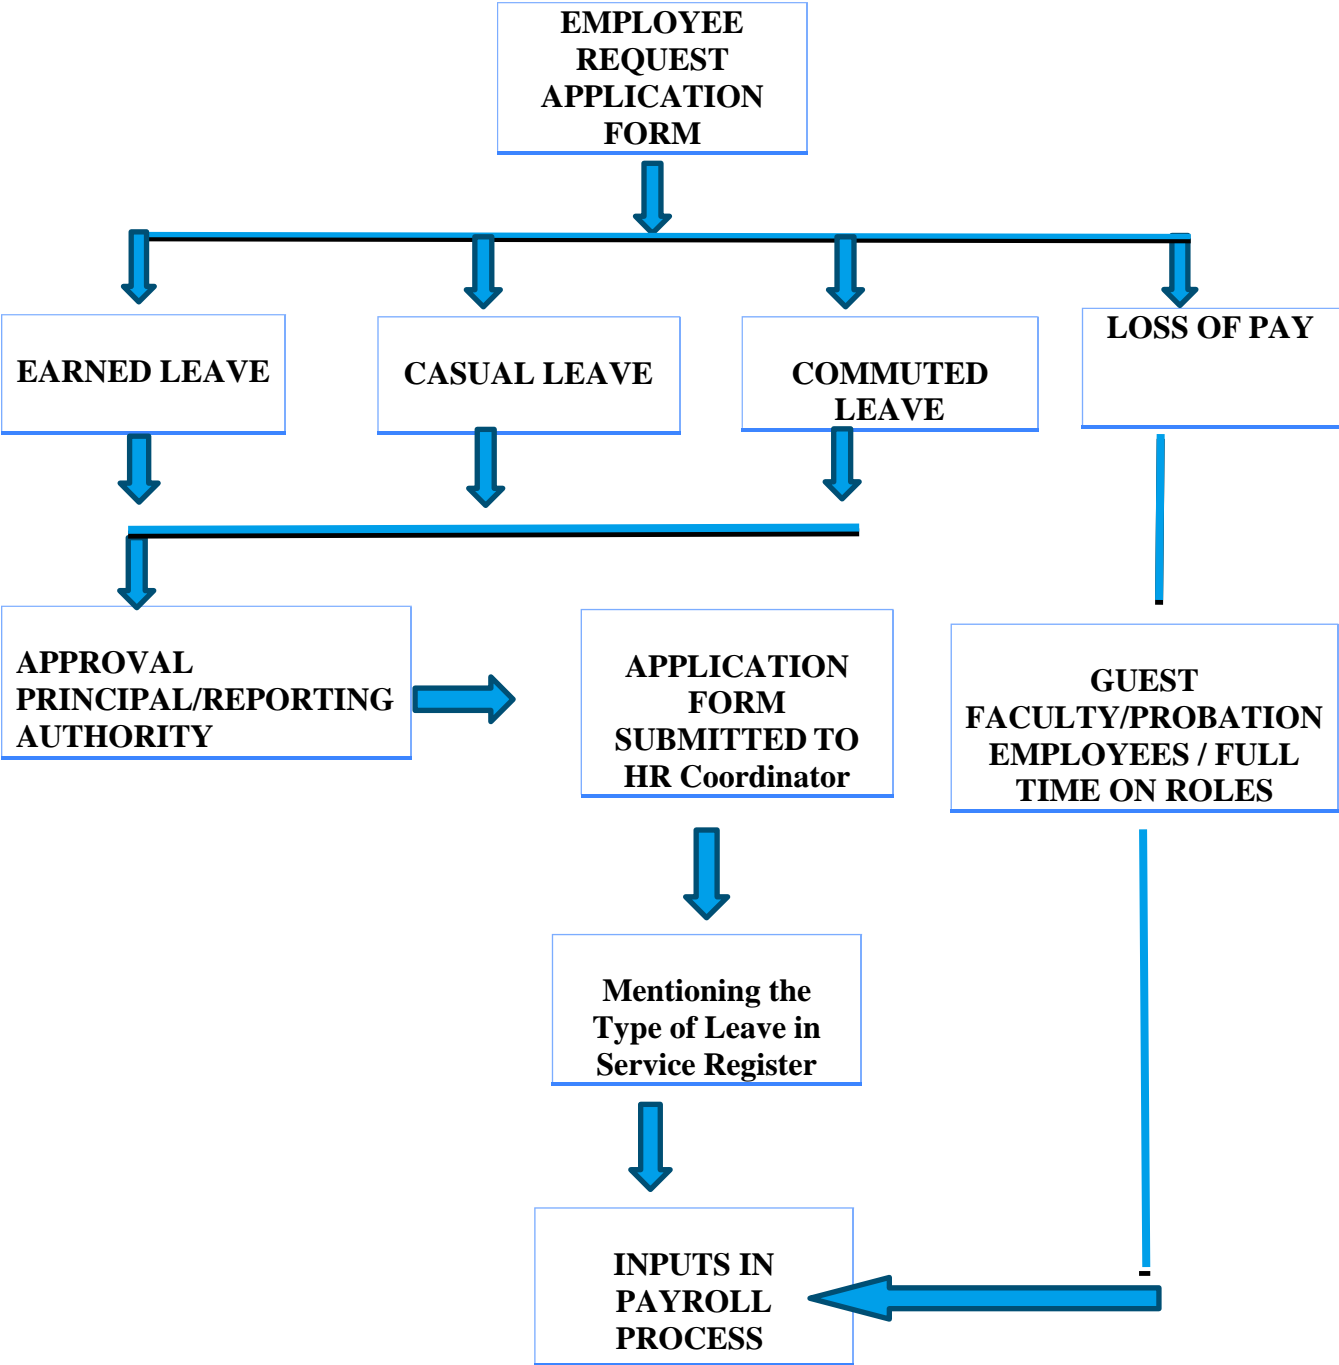 EMPLOYEE
REQUEST
APPLICATION
FORM
EARNED LEAVE
CASUAL LEAVE
COMMUTED
LEAVE
LOSS OF PAY
APPROVAL
PRINCIPAL/REPORTING
AUTHORITY
APPLICATION
FORM
SUBMITTED TO
HR Coordinator
GUEST
FACULTY/PROBATION
EMPLOYEES / FULL
TIME ON ROLES
Mentioning the
Type of Leave in
Service Register
INPUTS IN
PAYROLL
PROCESS